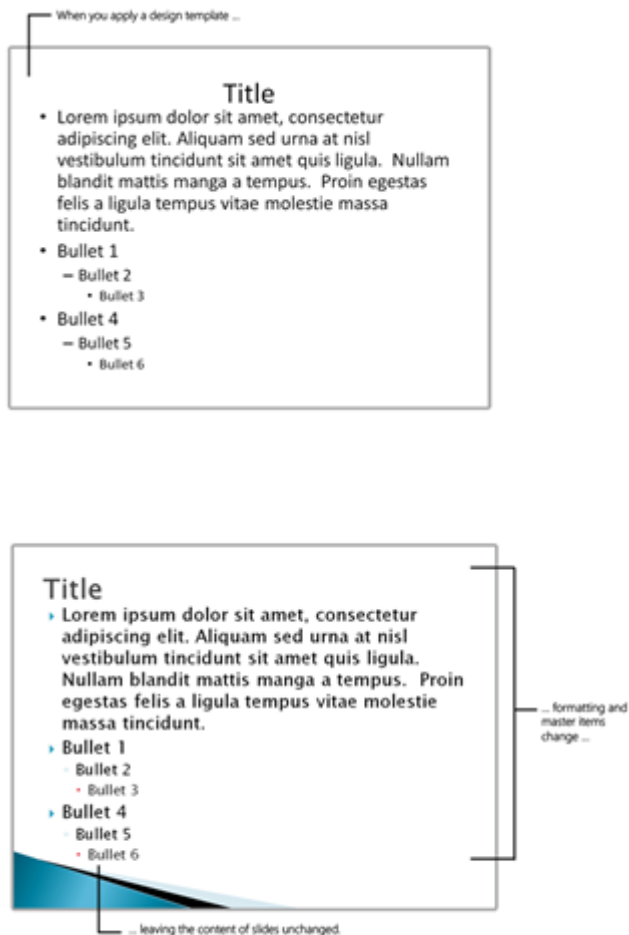 When you apply a design template ...
Title
• Lorem ipsum dolor sit amet, consectetur
adipiscing elit. Aliquam sed urna at nisl
vestibulum tincidunt sit amet quis ligula. Nullam
blandit mattis manga a tempus. Proin egestas
felis a ligula tempus vitae molestie massa
tincidunt.
• Bullet 1
– Bullet 2
• Bullet 3
• Bullet 4
– Bullet 5
• Bullet 6
Title
Lorem ipsum dolor sit amet, consectetur
adipiscing elit. Aliquam sed urna at nisl
vestibulum tincidunt sit amet quis ligula.
Nullam blandit mattis manga a tempus. Proin
egestas felis a ligula tempus vitae molestie
massa tincidunt.
Bullet 1
Bullet 2
Bullet 3
Bullet 4
Bullet 5
Bullet 6
... formatting and
master items
change ...
... leaving the content of slides unchanged.